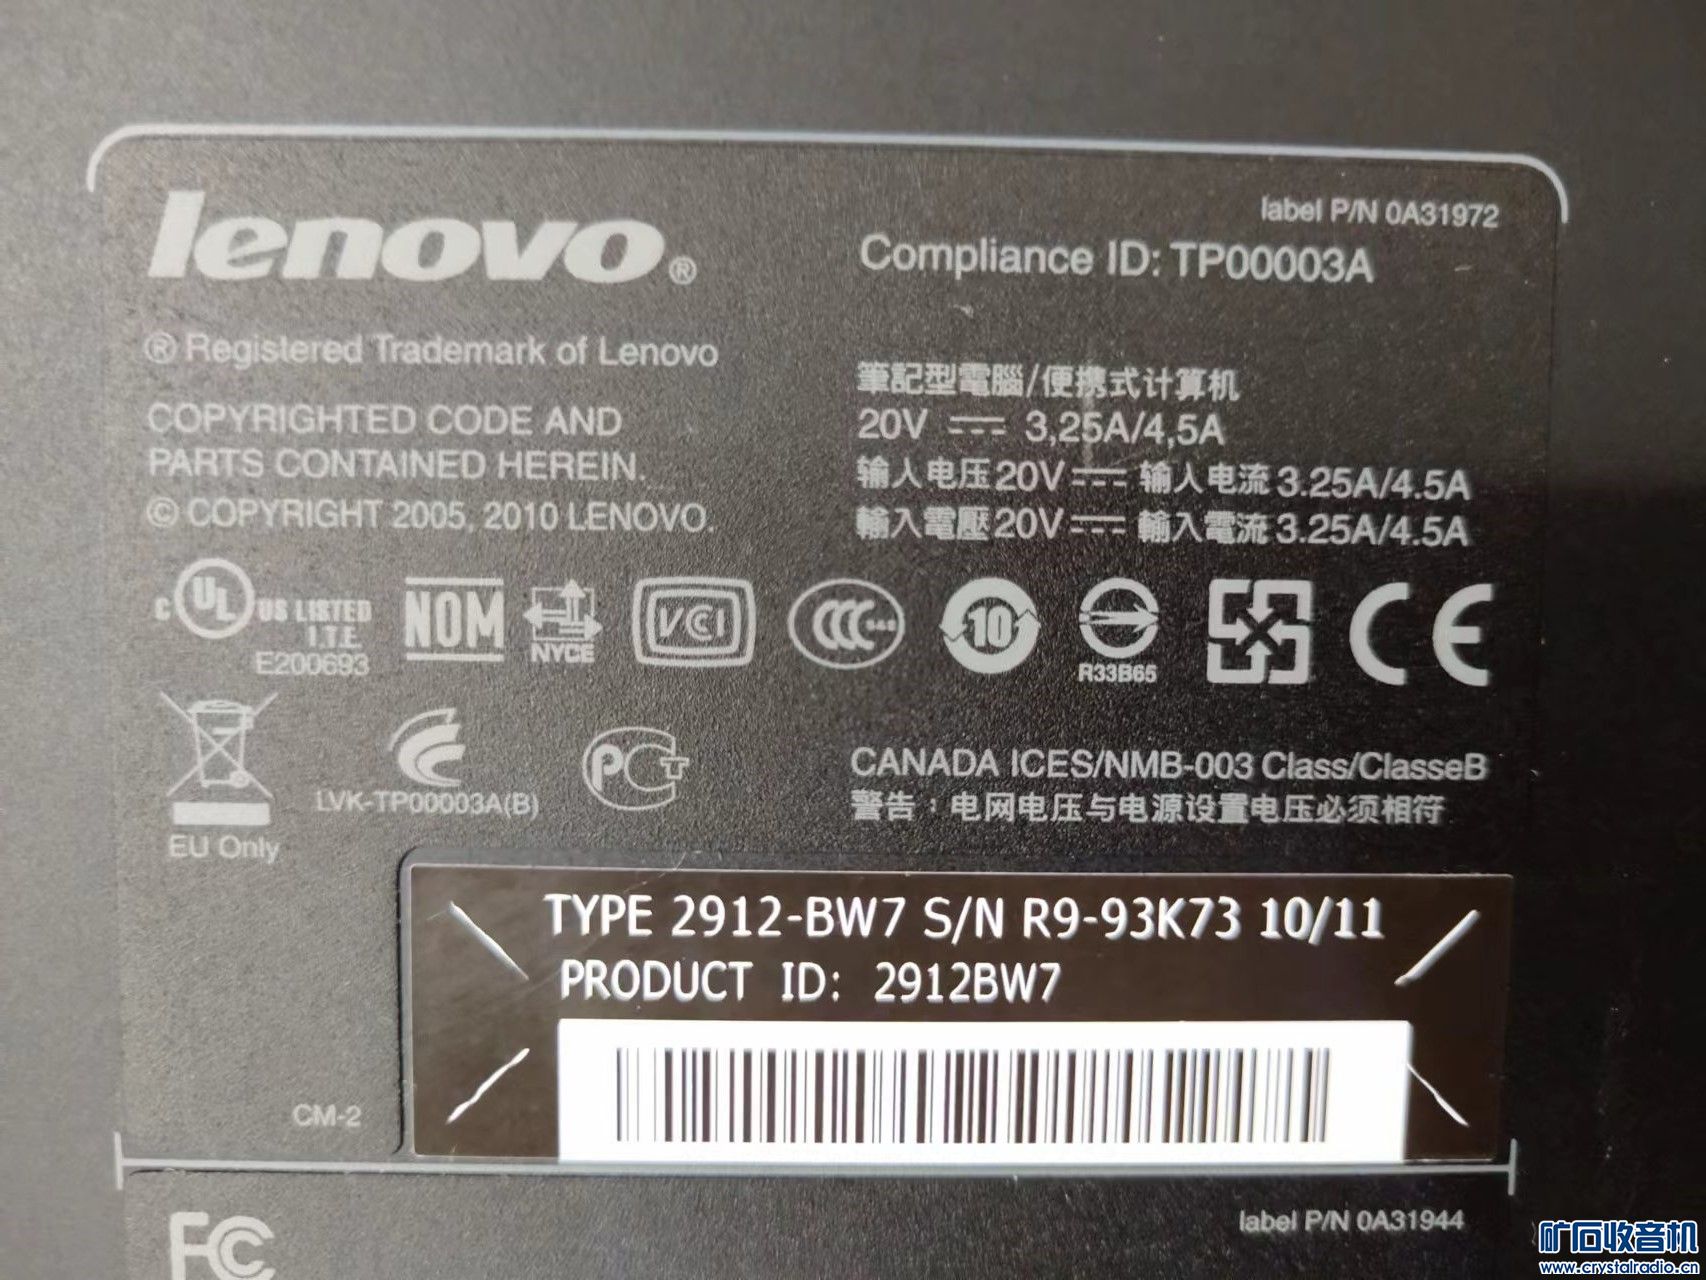 lenovo®
label P/N 0A31972
Compliance ID: TP00003A
® Registered Trademark of Lenovo
COPYRIGHTED CODE AND
PARTS CONTAINED HEREIN.
© COPYRIGHT 2005, 2010 LENOVO.
筆記型電腦/便携式计算机
20V ⎓ 3,25A/4,5A
输入电压20V⎓输入电流3.25A/4.5A
輸入電壓20V⎓輸入電流3.25A/4.5A
C UL US LISTED
I.T.E.
E200693
NOM
NYCE
VCI
CCC S&E
10
R33B65
CE
EU Only
LVK-TP00003A(B)
PCT
CANADA ICES/NMB-003 Class/ClasseB
警告：电网电压与电源设置电压必须相符
TYPE 2912-BW7 S/N R9-93K73 10/11
PRODUCT ID: 2912BW7
CM-2
FC
label P/N 0A31944
矿石收音机
www.crystalradio.cn